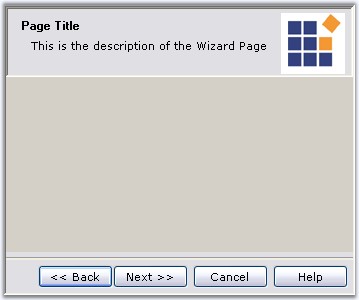 Page Title
This is the description of the Wizard Page
<< Back
Next >>
Cancel
Help